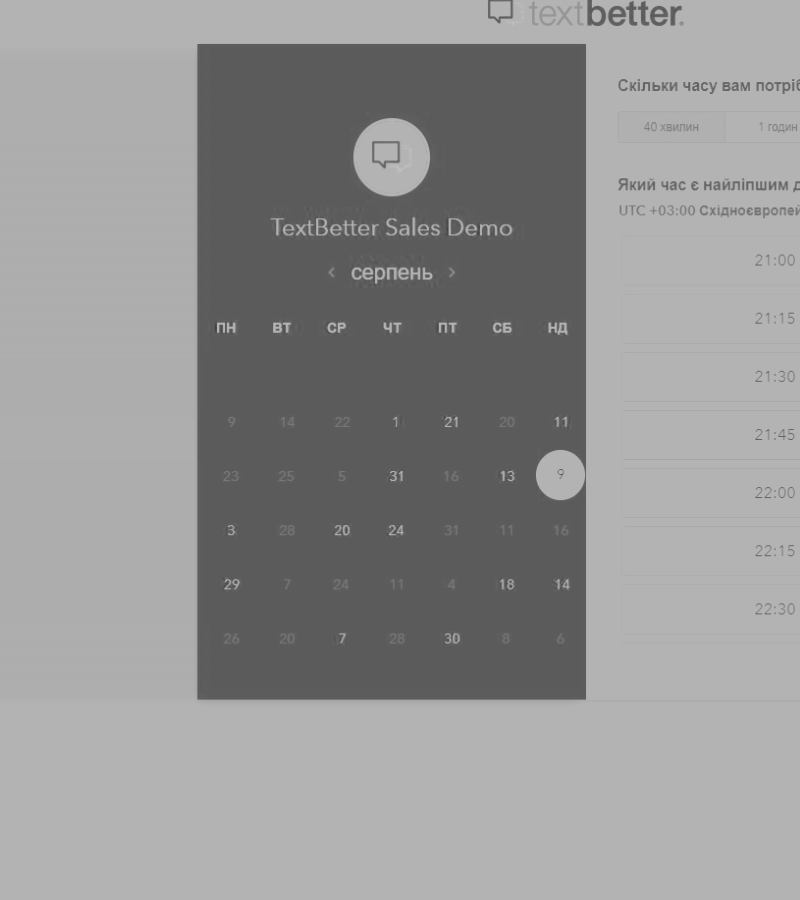 textbetter.
TextBetter Sales Demo
‹ серпень ›
ПН ВТ СР ЧТ ПТ СБ НД
9 14 22 1 21 20 11
23 25 5 31 16 13 9
3 28 20 24 31 11 16
29 7 24 11 4 18 14
26 20 7 28 30 8 6
Скільки часу вам потріб
40 хвилин 1 годин
Який час є найліпшим д
UTC +03:00 Східноєвропей
21:00
21:15
21:30
21:45
22:00
22:15
22:30